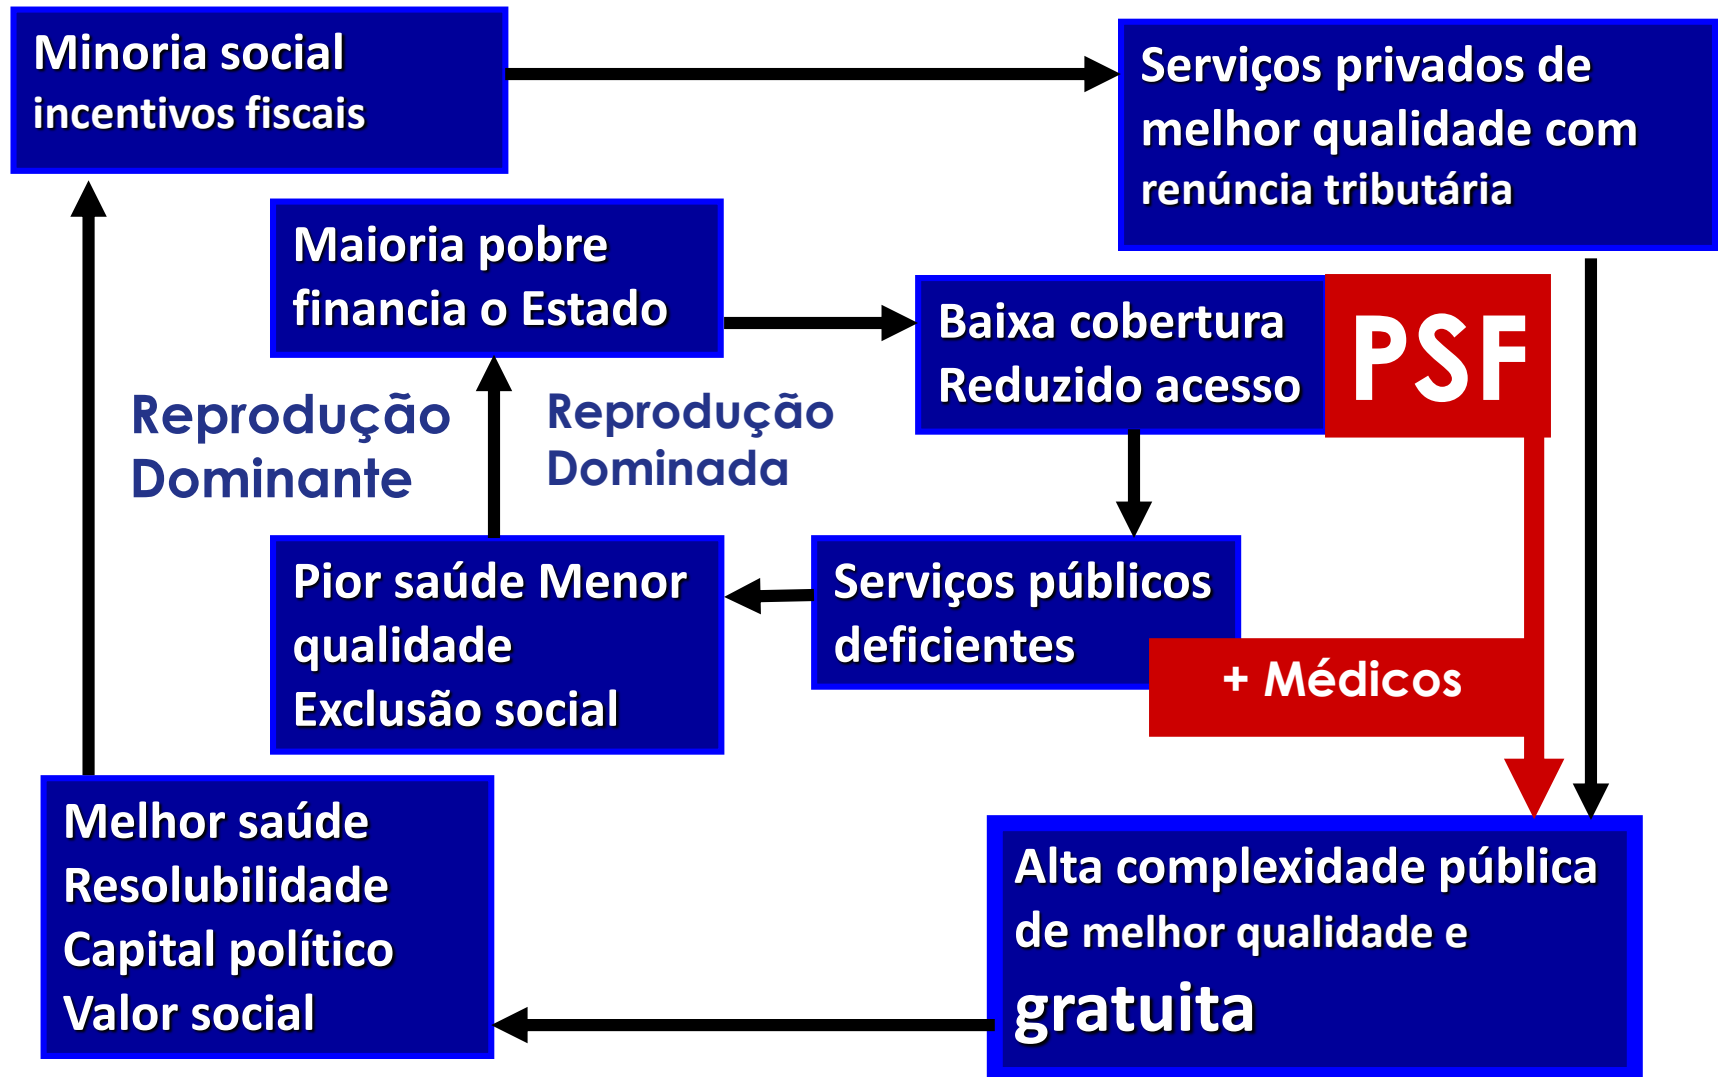 Minoria social
incentivos fiscais
Serviços privados de
melhor qualidade com
renúncia tributária
Maioria pobre
financia o Estado
Baixa cobertura
Reduzido acesso
PSF
Reprodução
Dominante
Reprodução
Dominada
Pior saúde Menor
qualidade
Exclusão social
Serviços públicos
deficientes
+ Médicos
Melhor saúde
Resolubilidade
Capital político
Valor social
Alta complexidade pública
de melhor qualidade e
gratuita